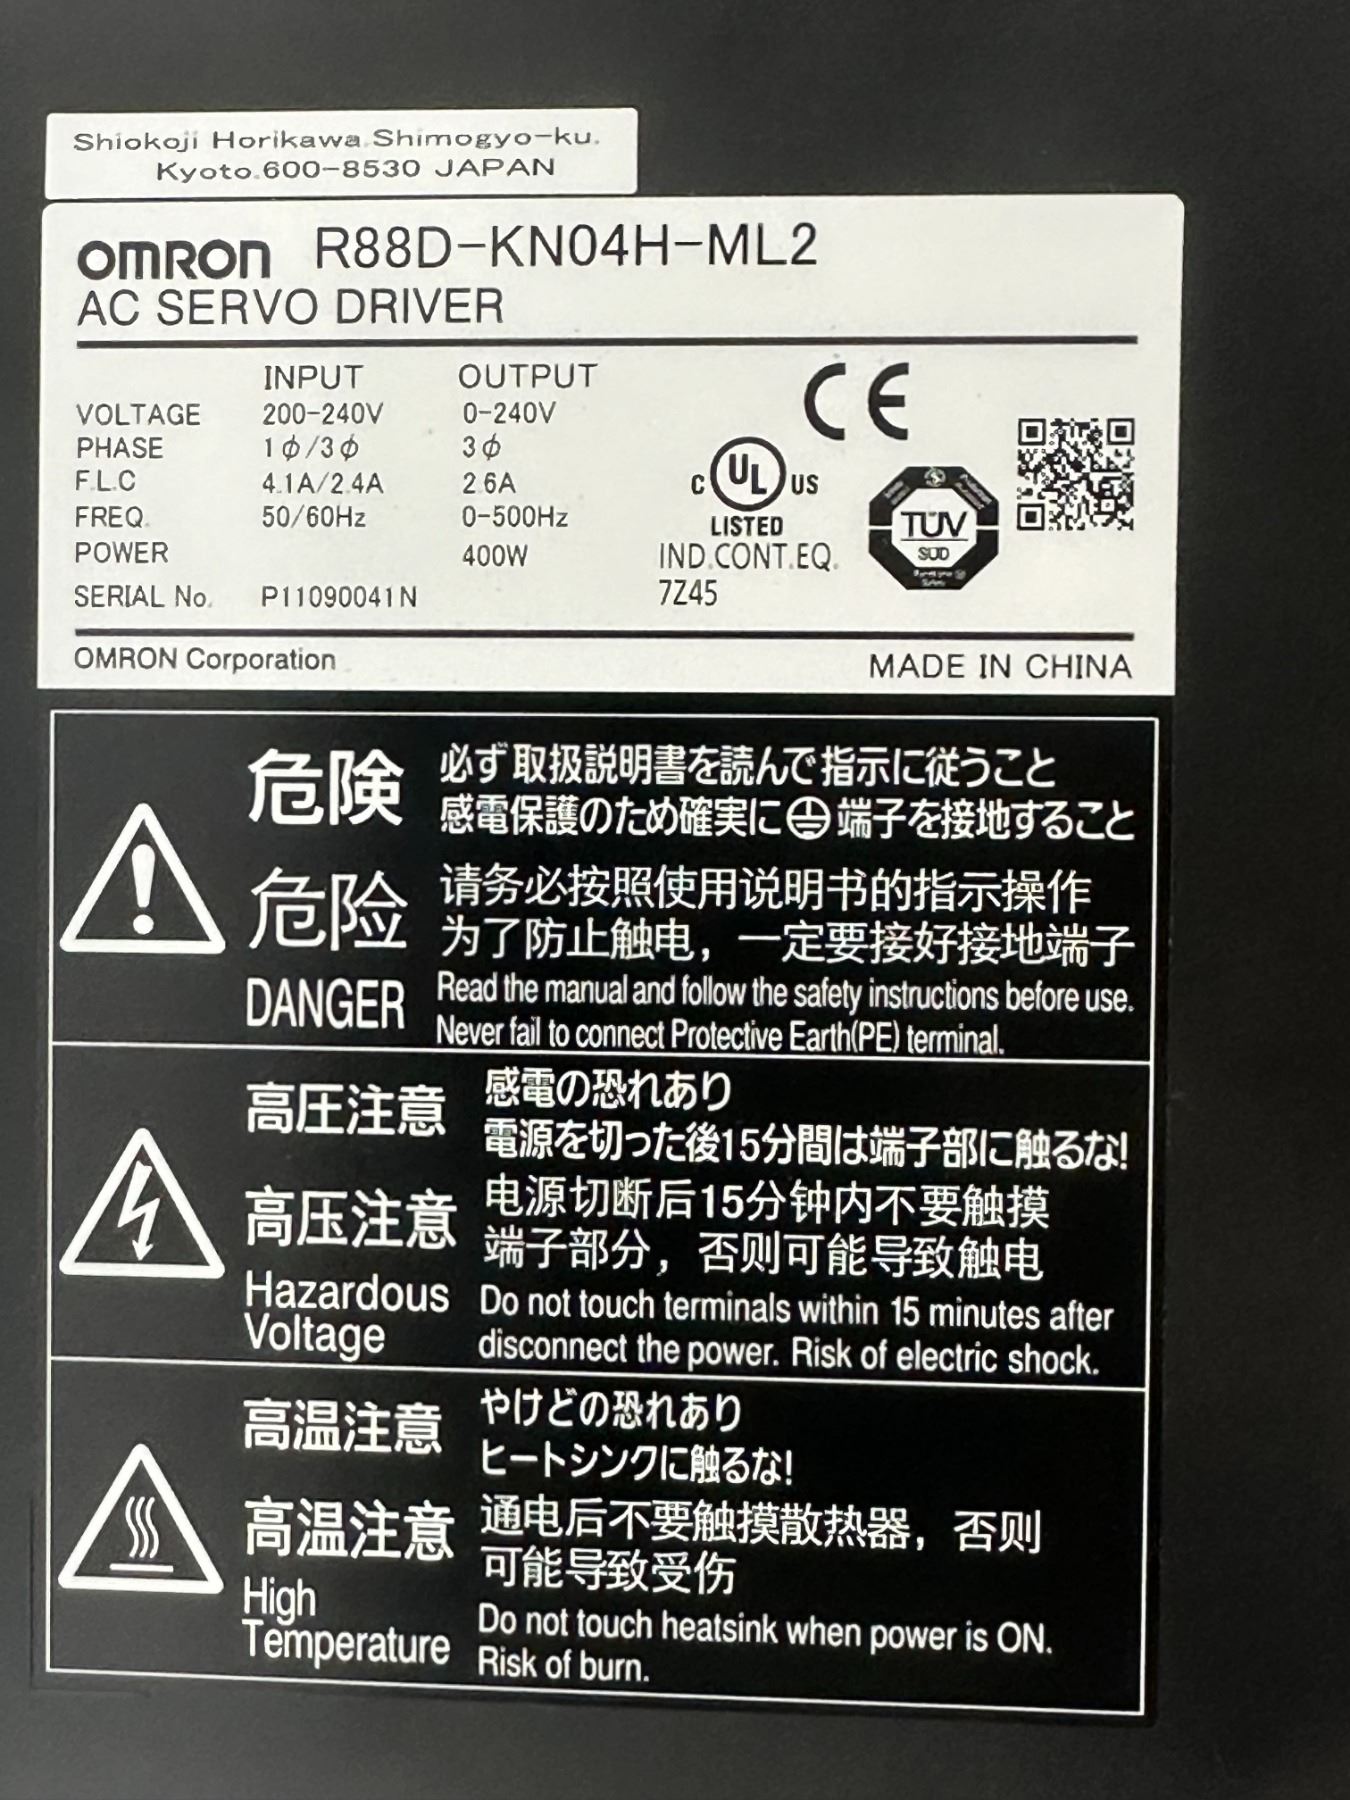 Shiokoji Horikawa.Shimogyo-ku.
Kyoto.600-8530 JAPAN
OMRON R88D-KN04H-ML2
AC SERVO DRIVER
INPUT OUTPUT
VOLTAGE 200-240V 0-240V
PHASE 1ϕ/3ϕ 3ϕ
F.L.C 4.1A/2.4A 2.6A
FREQ. 50/60Hz 0-500Hz
POWER 400W
SERIAL No. P11090041N
CE
C UL US
LISTED
IND.CONT.EQ.
7Z45
TÜV
SÜD
OMRON Corporation MADE IN CHINA
危険
必ず取扱説明書を読んで指示に従うこと
感電保護のため確実に端子を接地すること
危险
请务必按照使用说明书的指示操作
为了防止触电，一定要接好接地端子
DANGER
Read the manual and follow the safety instructions before use.
Never fail to connect Protective Earth(PE) terminal.
高圧注意
感電の恐れあり
電源を切った後15分間は端子部に触るな!
高压注意
电源切断后15分钟内不要触摸
端子部分，否则可能导致触电
Hazardous
Voltage
Do not touch terminals within 15 minutes after
disconnect the power. Risk of electric shock.
高温注意
やけどの恐れあり
ヒートシンクに触るな!
高温注意
通电后不要触摸散热器，否则
可能导致受伤
High
Temperature
Do not touch heatsink when power is ON.
Risk of burn.